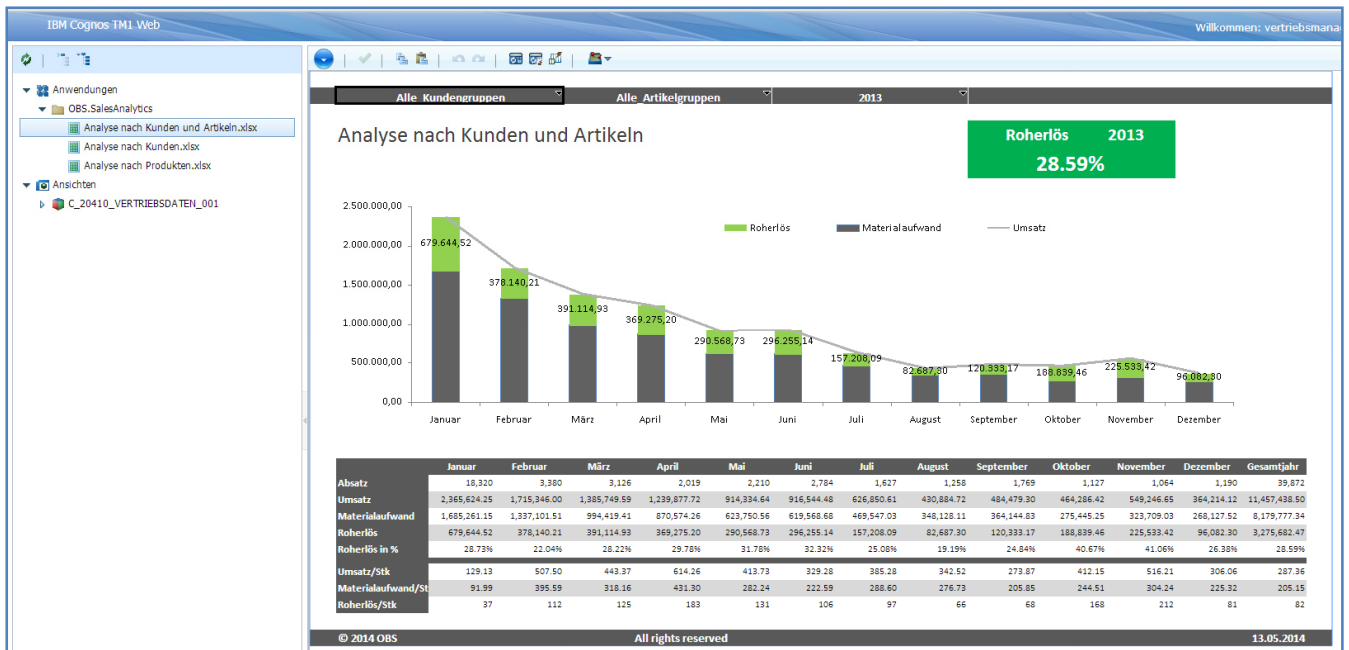 IBM Cognos TM1 Web
Willkommen: vertriebsmana
Anwendungen
OBS.SalesAnalytics
Analyse nach Kunden und Artikeln.xlsx
Analyse nach Kunden.xlsx
Analyse nach Produkten.xlsx
Ansichten
C_20410_VERTRIEBSDATEN_001
Alle_Kundengruppen Alle_Artikelgruppen 2013
Analyse nach Kunden und Artikeln
Roherlös 2013
28.59%
Roherlös Materialaufwand Umsatz
2.500.000,00
2.000.000,00
1.500.000,00
1.000.000,00
500.000,00
0,00
679.644,52
378.140,21
391.114,93
369.275,20
290.568,73
296.255,14
157.208,09
82.687,30
120.333,17
188.839,46
225.533,42
96.082,30
Januar Februar März April Mai Juni Juli August September Oktober November Dezember
Januar Februar März April Mai Juni Juli August September Oktober November Dezember Gesamtjahr
Absatz 18,320 3,380 3,126 2,019 2,210 2,784 1,627 1,258 1,769 1,127 1,064 1,190 39,872
Umsatz 2,365,624.25 1,715,346.00 1,385,749.59 1,239,877.72 914,334.64 916,544.48 626,850.61 430,884.72 484,479.30 464,286.42 549,246.65 364,214.12 11,457,438.50
Materialaufwand 1,685,261.15 1,337,101.51 994,419.41 870,574.26 623,750.56 619,568.68 469,547.03 348,128.11 364,144.83 275,445.25 323,709.03 268,127.52 8,179,777.34
Roherlös 679,644.52 378,140.21 391,114.93 369,275.20 290,568.73 296,255.14 157,208.09 82,687.30 120,333.17 188,839.46 225,533.42 96,082.30 3,275,682.47
Roherlös in % 28.73% 22.04% 28.22% 29.78% 31.78% 32.32% 25.08% 19.19% 24.84% 40.67% 41.06% 26.38% 28.59%
Umsatz/Stk 129.13 507.50 443.37 614.26 413.73 329.28 385.28 342.52 273.87 412.15 516.21 306.06 287.36
Materialaufwand/St 91.99 395.59 318.16 431.30 282.24 222.59 288.60 276.73 205.85 244.51 304.24 225.32 205.15
Roherlös/Stk 37 112 125 183 131 106 97 66 68 168 212 81 82
© 2014 OBS All rights reserved 13.05.2014